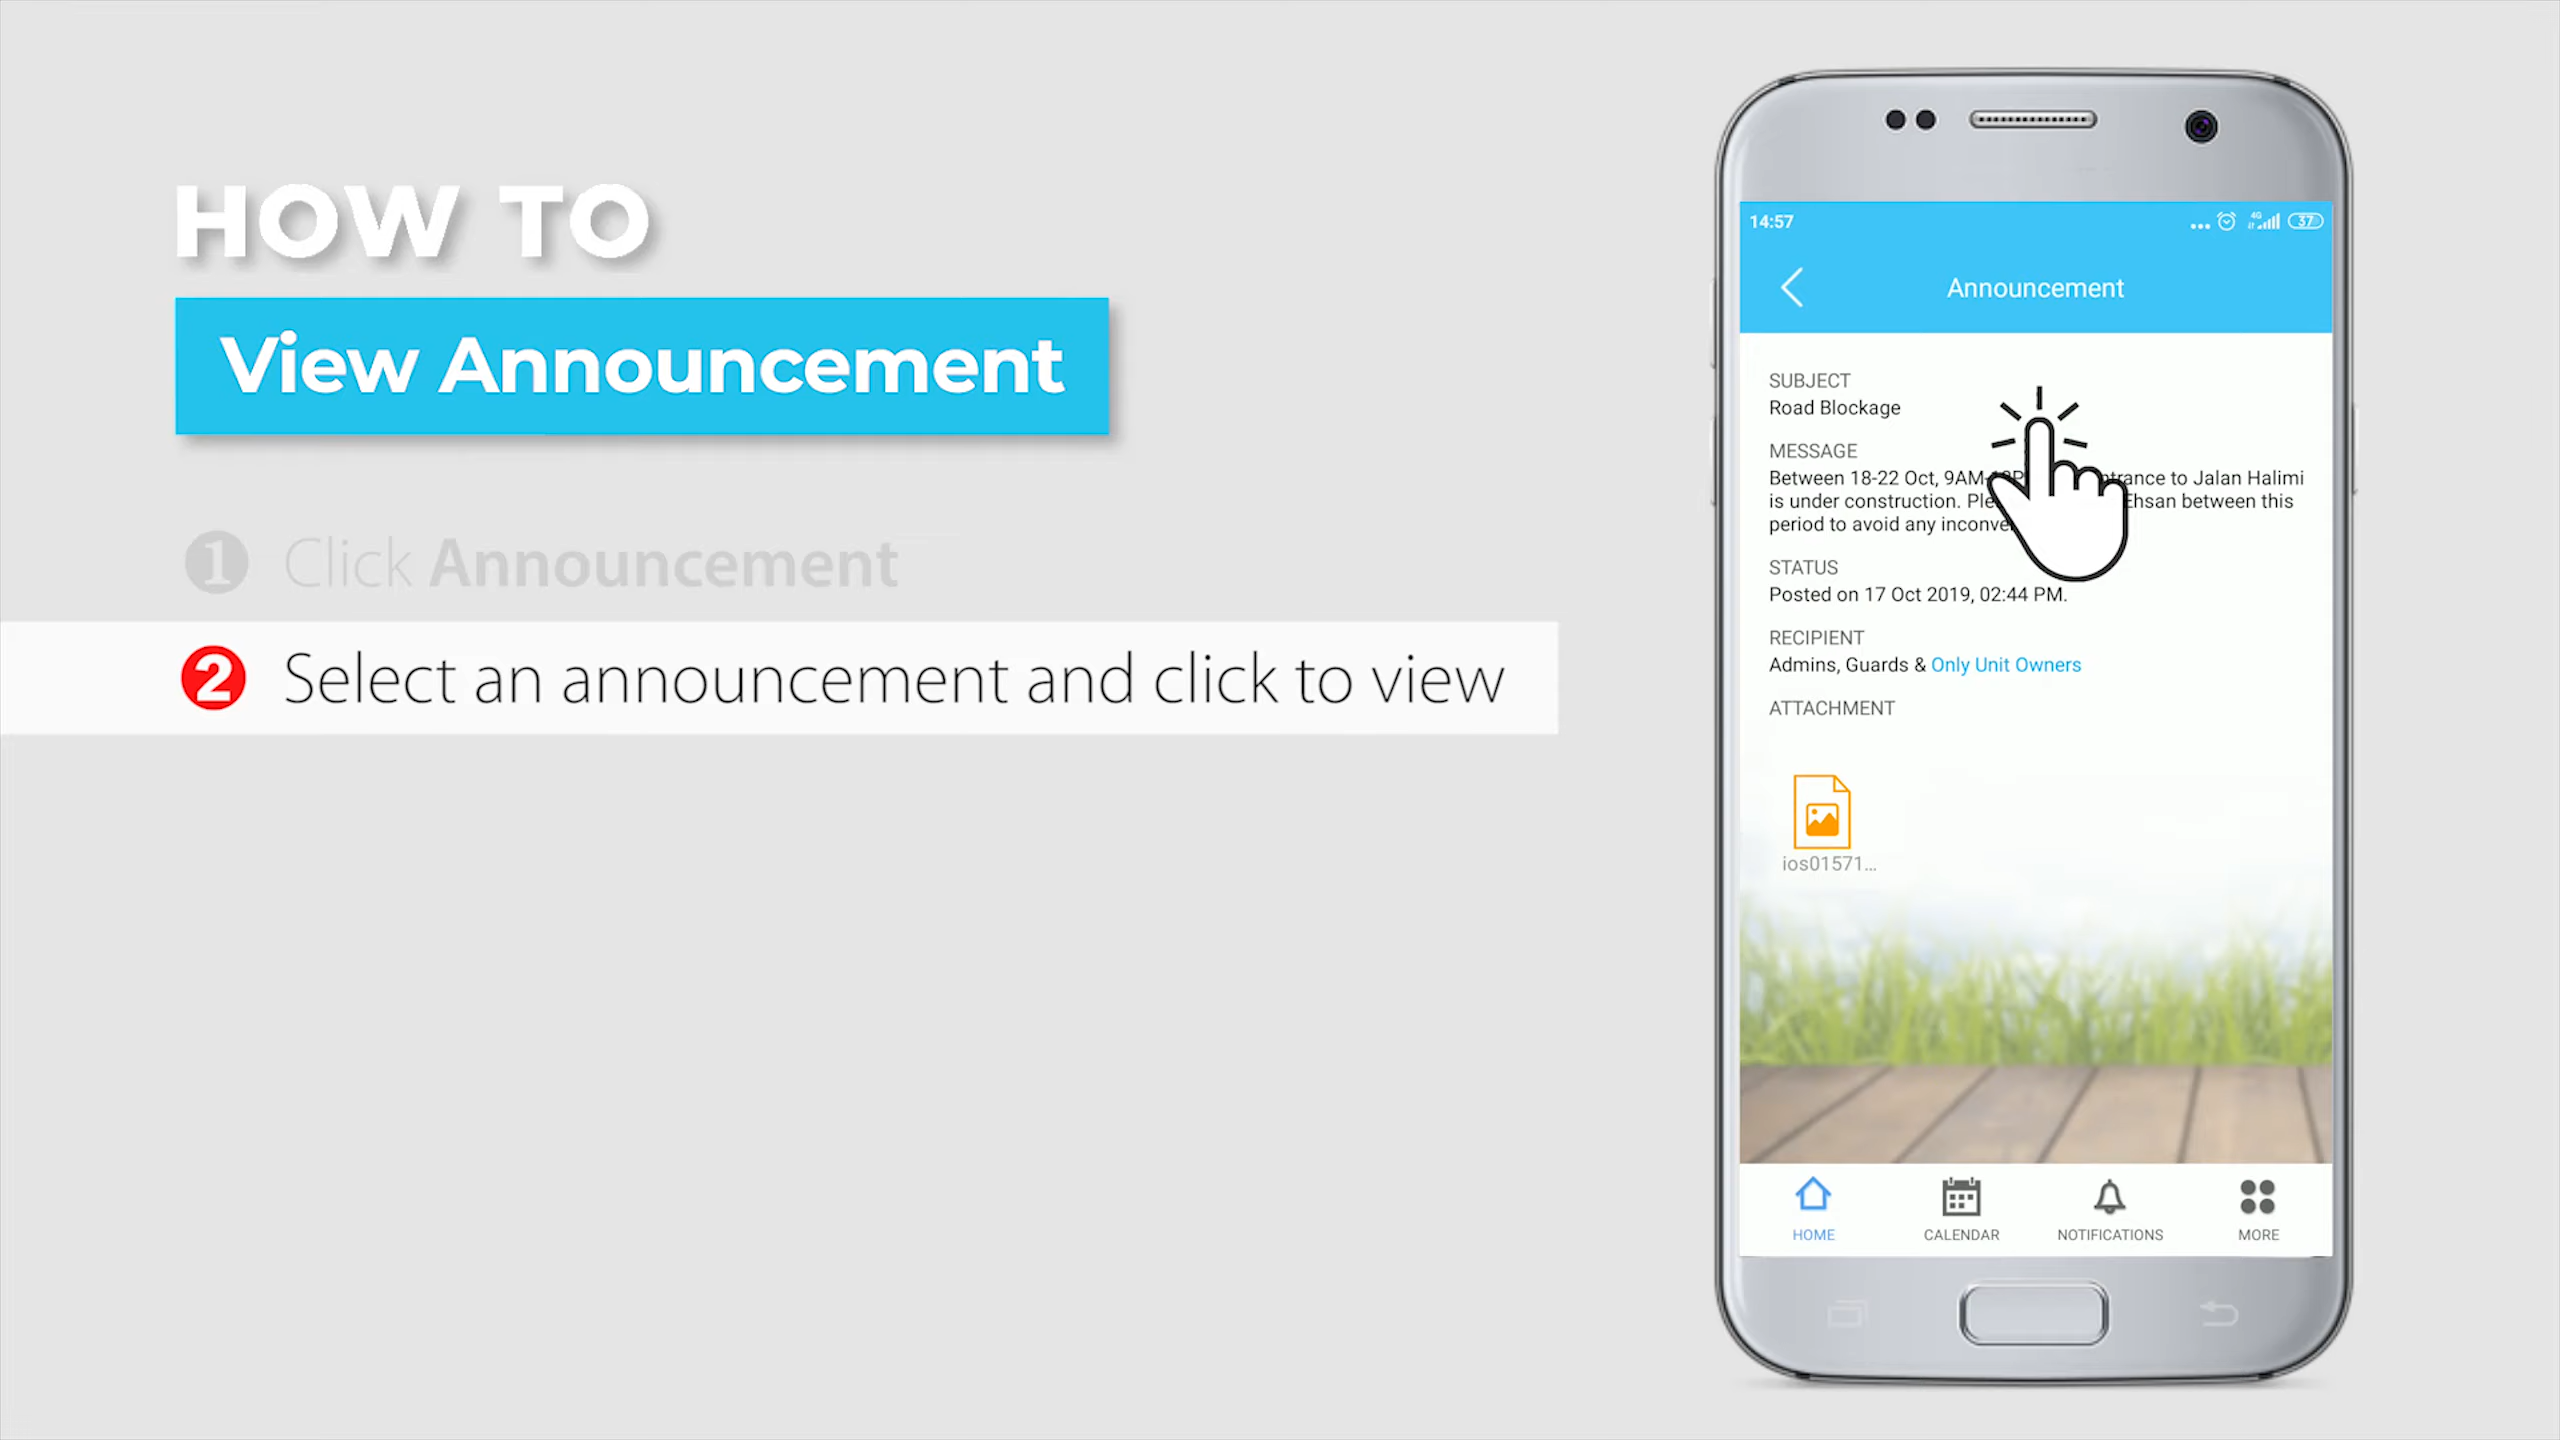 HOW TO
View Announcement
1 Click Announcement
2 Select an announcement and click to view
14:57
4G
37
Announcement
SUBJECT
Road Blockage
MESSAGE
Between 18-22 Oct, 9AM- to Jalan Halimi
is under construction. Ehsan between this
period to avoid any
STATUS
Posted on 17 Oct 2019, 02:44 PM.
RECIPIENT
Admins, Guards & Only Unit Owners
ATTACHMENT
ios01571...
HOME
CALENDAR
NOTIFICATIONS
MORE